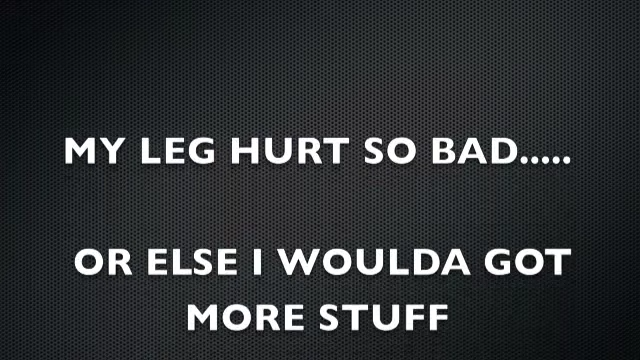 MY LEG HURT SO BAD.....
OR ELSE I WOULDA GOT
MORE STUFF